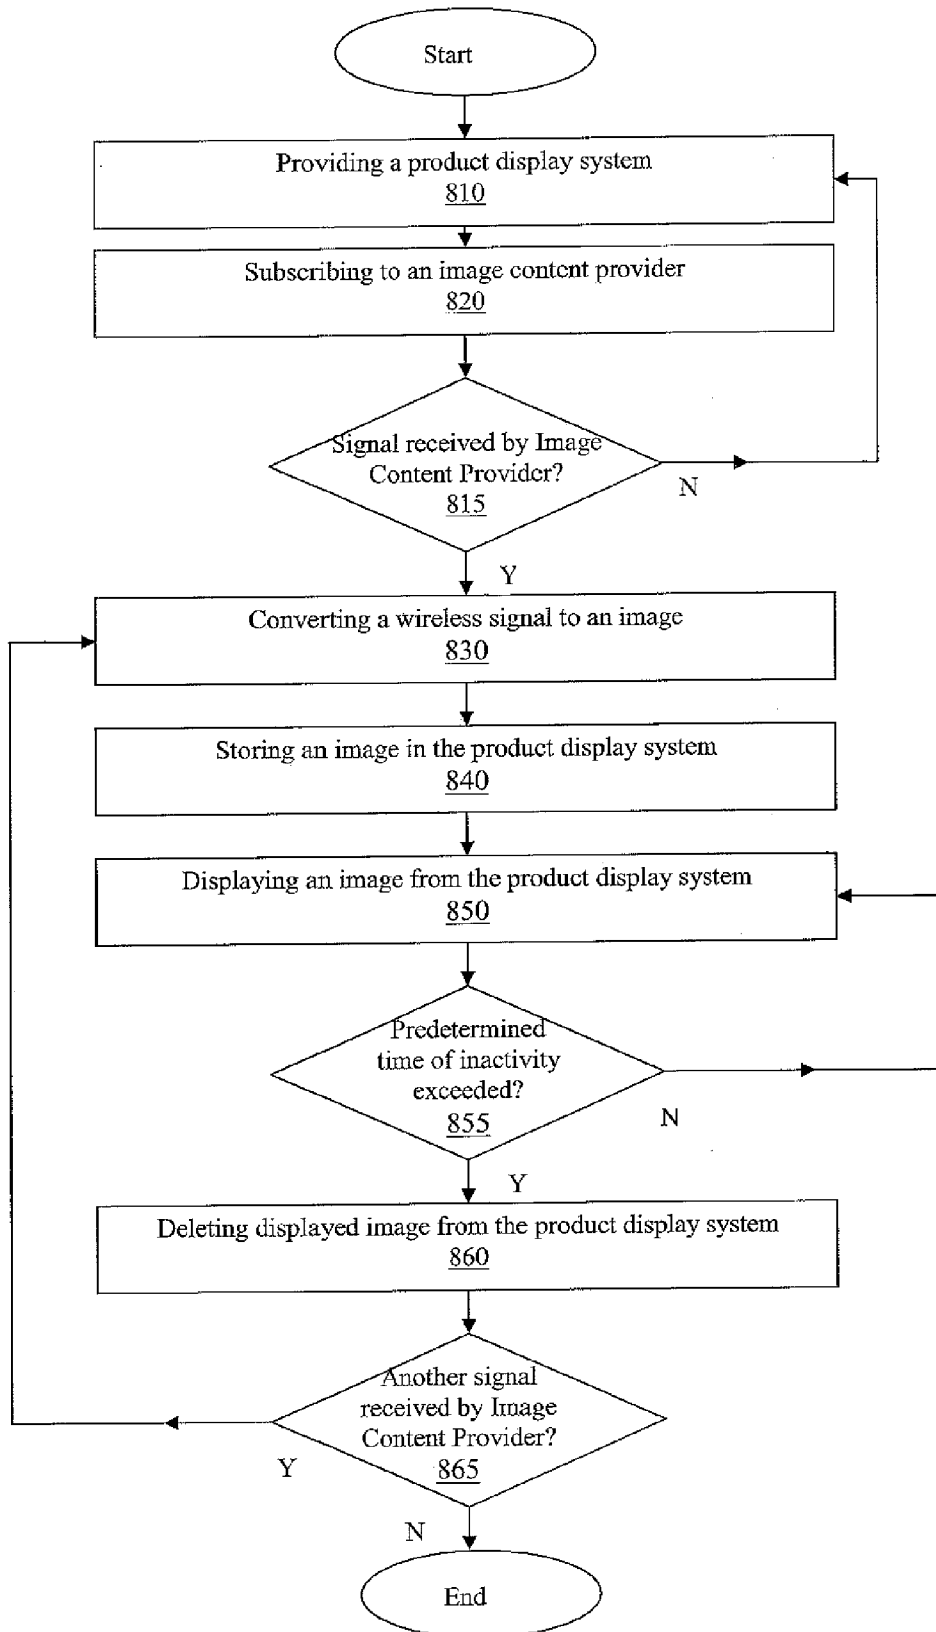 Start
Providing a product display system
810
Subscribing to an image content provider
820
Signal received by Image
Content Provider?
815
N
Y
Converting a wireless signal to an image
830
Storing an image in the product display system
840
Displaying an image from the product display system
850
Predetermined
time of inactivity
exceeded?
855
N
Y
Deleting displayed image from the product display system
860
Another signal
received by Image
Content Provider?
865
Y
N
End